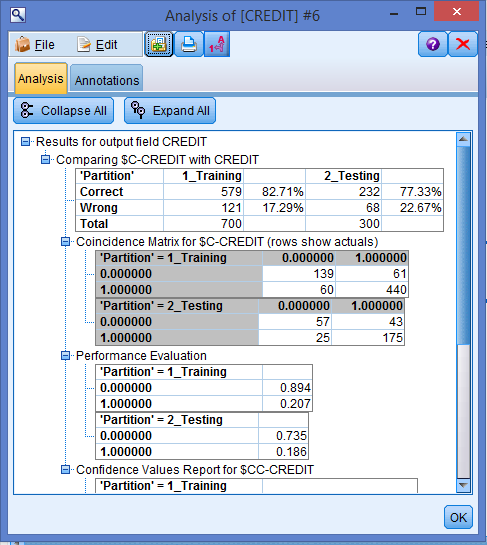 Analysis of [CREDIT] #6
File Edit
Analysis Annotations
Collapse All Expand All
Results for output field CREDIT
Comparing $C-CREDIT with CREDIT
'Partition' 1_Training 2_Testing
Correct 579 82.71% 232 77.33%
Wrong 121 17.29% 68 22.67%
Total 700 300
Coincidence Matrix for $C-CREDIT (rows show actuals)
'Partition' = 1_Training 0.000000 1.000000
0.000000 139 61
1.000000 60 440
'Partition' = 2_Testing 0.000000 1.000000
0.000000 57 43
1.000000 25 175
Performance Evaluation
'Partition' = 1_Training
0.000000 0.894
1.000000 0.207
'Partition' = 2_Testing
0.000000 0.735
1.000000 0.186
Confidence Values Report for $CC-CREDIT
'Partition' = 1_Training
OK